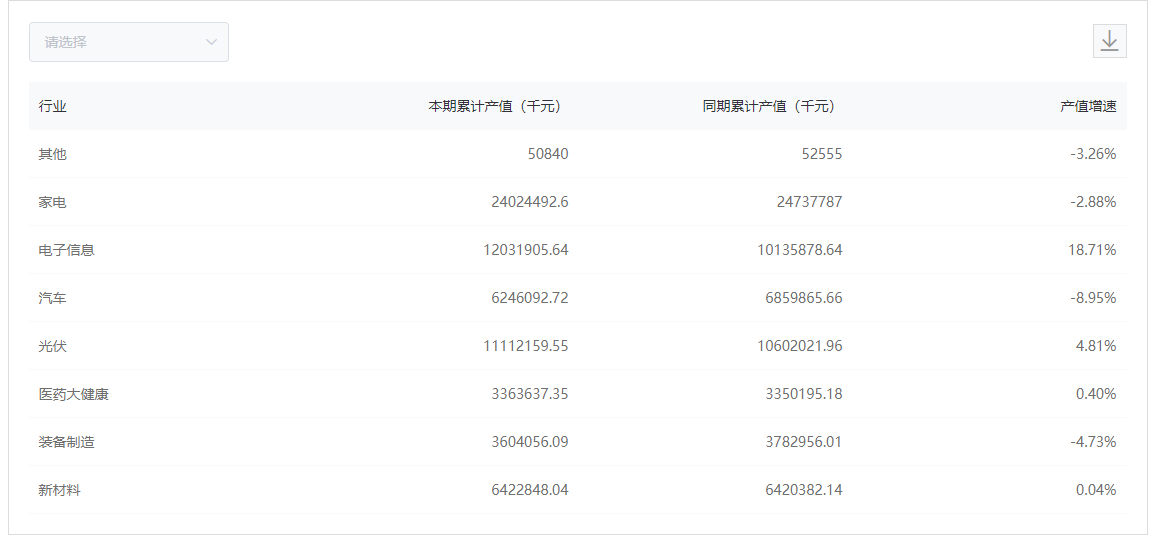 请选择
行业 本期累计产值（千元） 同期累计产值（千元） 产值增速
其他 50840 52555 -3.26%
家电 24024492.6 24737787 -2.88%
电子信息 12031905.64 10135878.64 18.71%
汽车 6246092.72 6859865.66 -8.95%
光伏 11112159.55 10602021.96 4.81%
医药大健康 3363637.35 3350195.18 0.40%
装备制造 3604056.09 3782956.01 -4.73%
新材料 6422848.04 6420382.14 0.04%